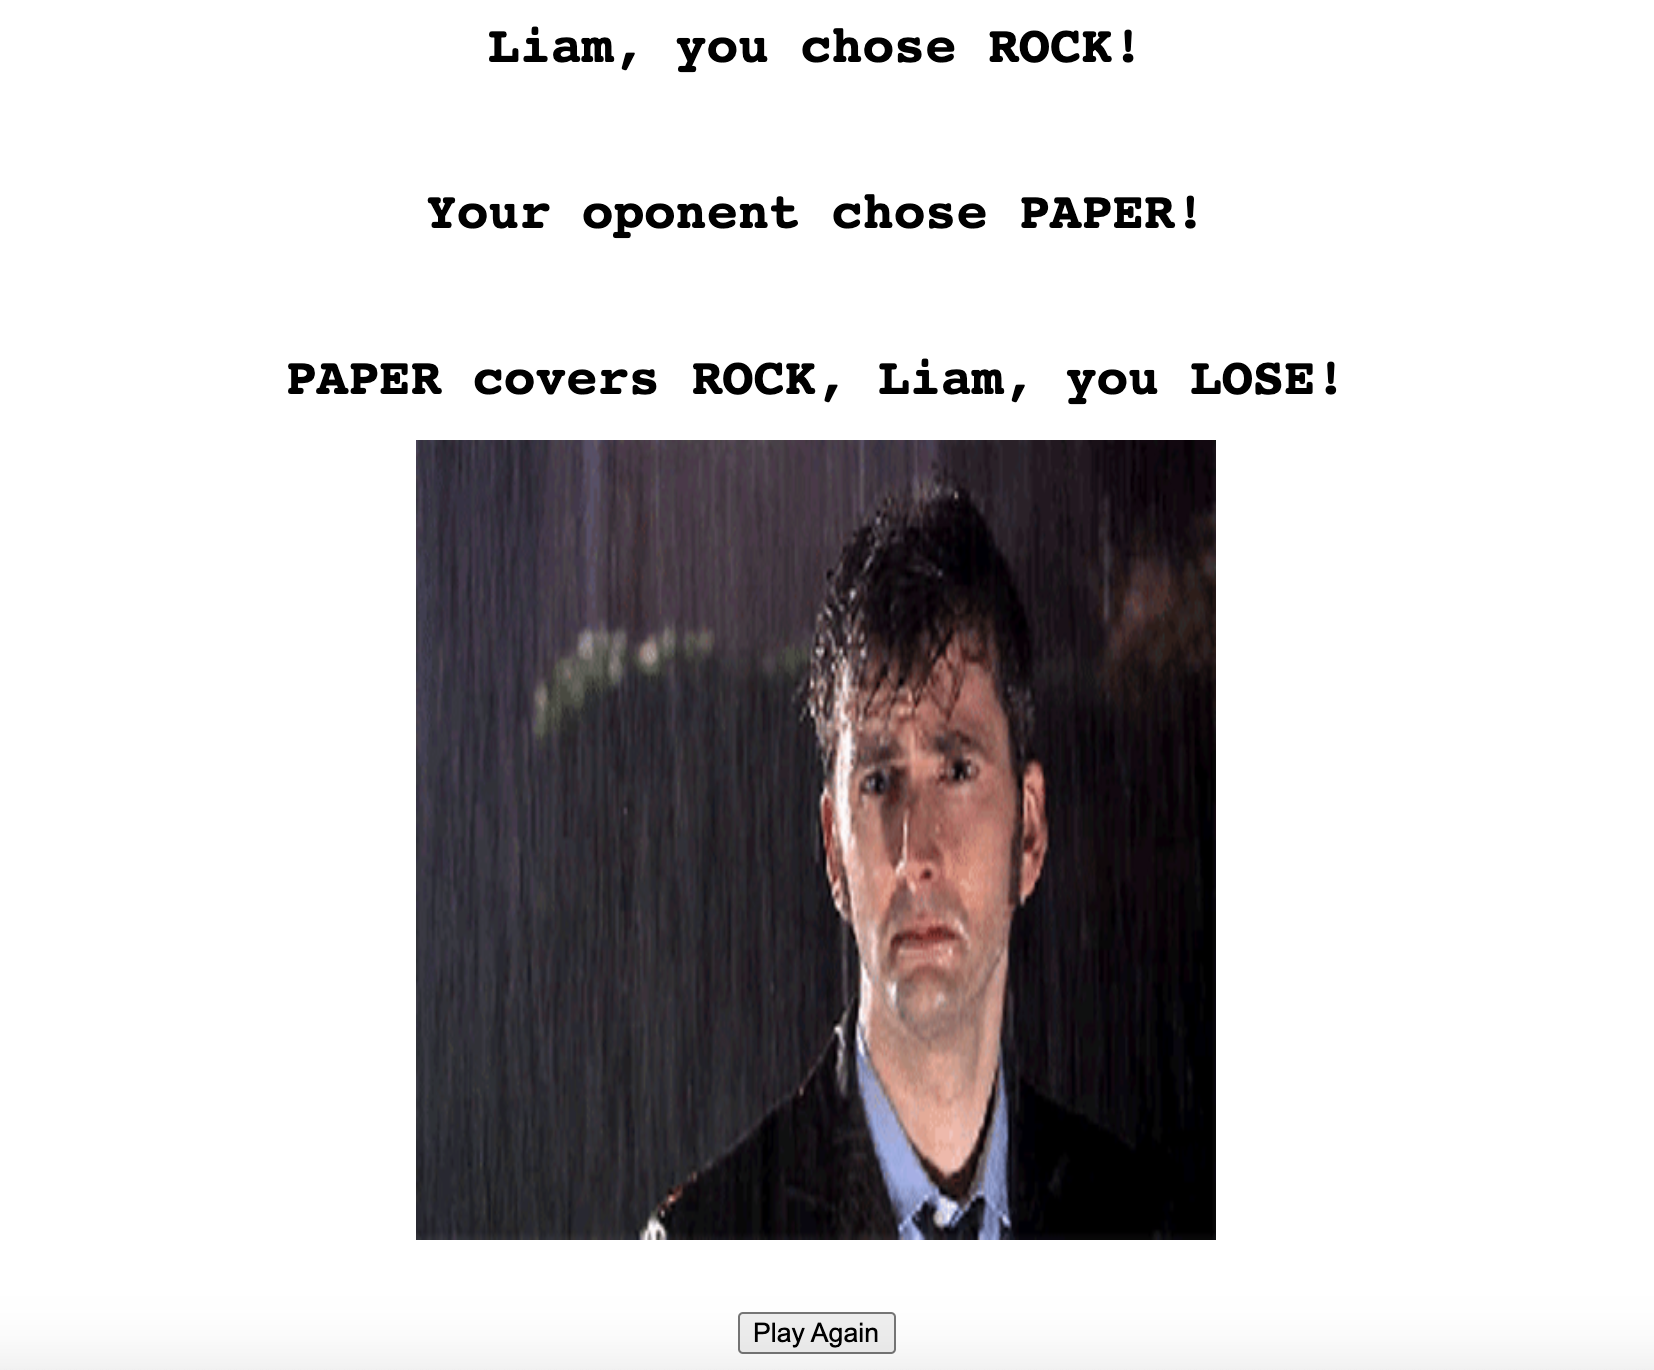 Liam, you chose ROCK!
Your oponent chose PAPER!
PAPER covers ROCK, Liam, you LOSE!
Play Again